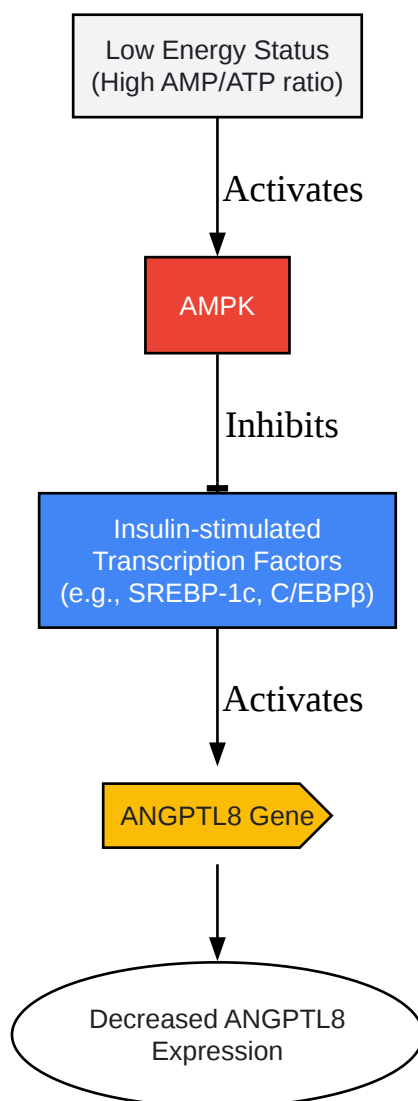 Low Energy Status
(High AMP/ATP ratio)
Activates
AMPK
Inhibits
Insulin-stimulated
Transcription Factors
(e.g., SREBP-1c, C/EBPβ)
Activates
ANGPTL8 Gene
Decreased ANGPTL8
Expression